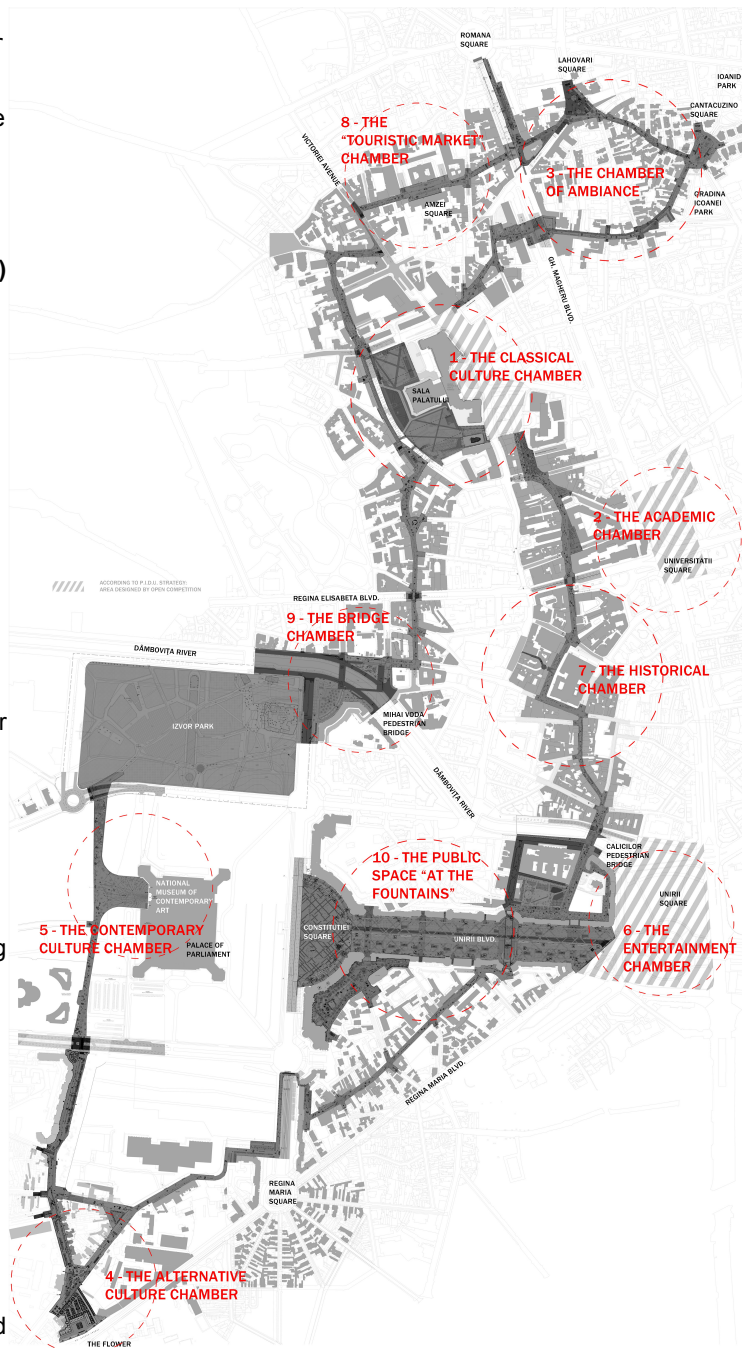 r
e
)
r
g
d
ROMANA
SQUARE
LAHOVARI
SQUARE
IOANID
PARK
CANTACUZINO
SQUARE
8 - THE
“TOURISTIC MARKET”
CHAMBER
VICTORIEI AVENUE
3 - THE CHAMBER
OF AMBIANCE
AMZEI
SQUARE
GRADINA
ICOANEI
PARK
GH. MAGHERU BLVD.
1 - THE CLASSICAL
CULTURE CHAMBER
SALA
PALATULUI
2 - THE ACADEMIC
CHAMBER
UNIVERSITĂTII
SQUARE
ACCORDING TO P.I.D.U. STRATEGY:
AREA DESIGNED BY OPEN COMPETITION
REGINA ELISABETA BLVD.
9 - THE BRIDGE
CHAMBER
DÂMBOVIȚA RIVER
7 - THE HISTORICAL
CHAMBER
IZVOR PARK
MIHAI VODA
PEDESTRIAN
BRIDGE
DÂMBOVIȚA RIVER
CALICILOR
PEDESTRIAN
BRIDGE
10 - THE PUBLIC
SPACE “AT THE
FOUNTAINS”
NATIONAL
MUSEUM OF
CONTEMPORARY
ART
UNIRII
SQUARE
5 - THE CONTEMPORARY
CULTURE CHAMBER
PALACE OF
PARLIAMENT
CONSTITUTIEI
SQUARE
UNIRII BLVD.
6 - THE
ENTERTAINMENT
CHAMBER
REGINA MARIA BLVD.
REGINA
MARIA
SQUARE
4 - THE ALTERNATIVE
CULTURE CHAMBER
THE FLOWER